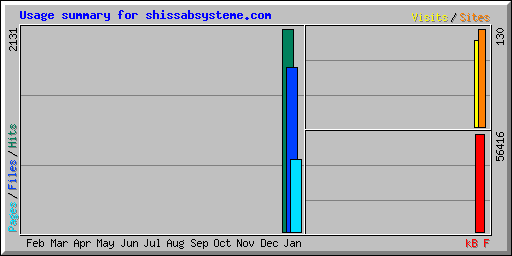 Usage summary for shissabsysteme.com
Visits / Sites
2131
130
56416
Pages / Files / Hits
Feb Mar Apr May Jun Jul Aug Sep Oct Nov Dec Jan
kB F